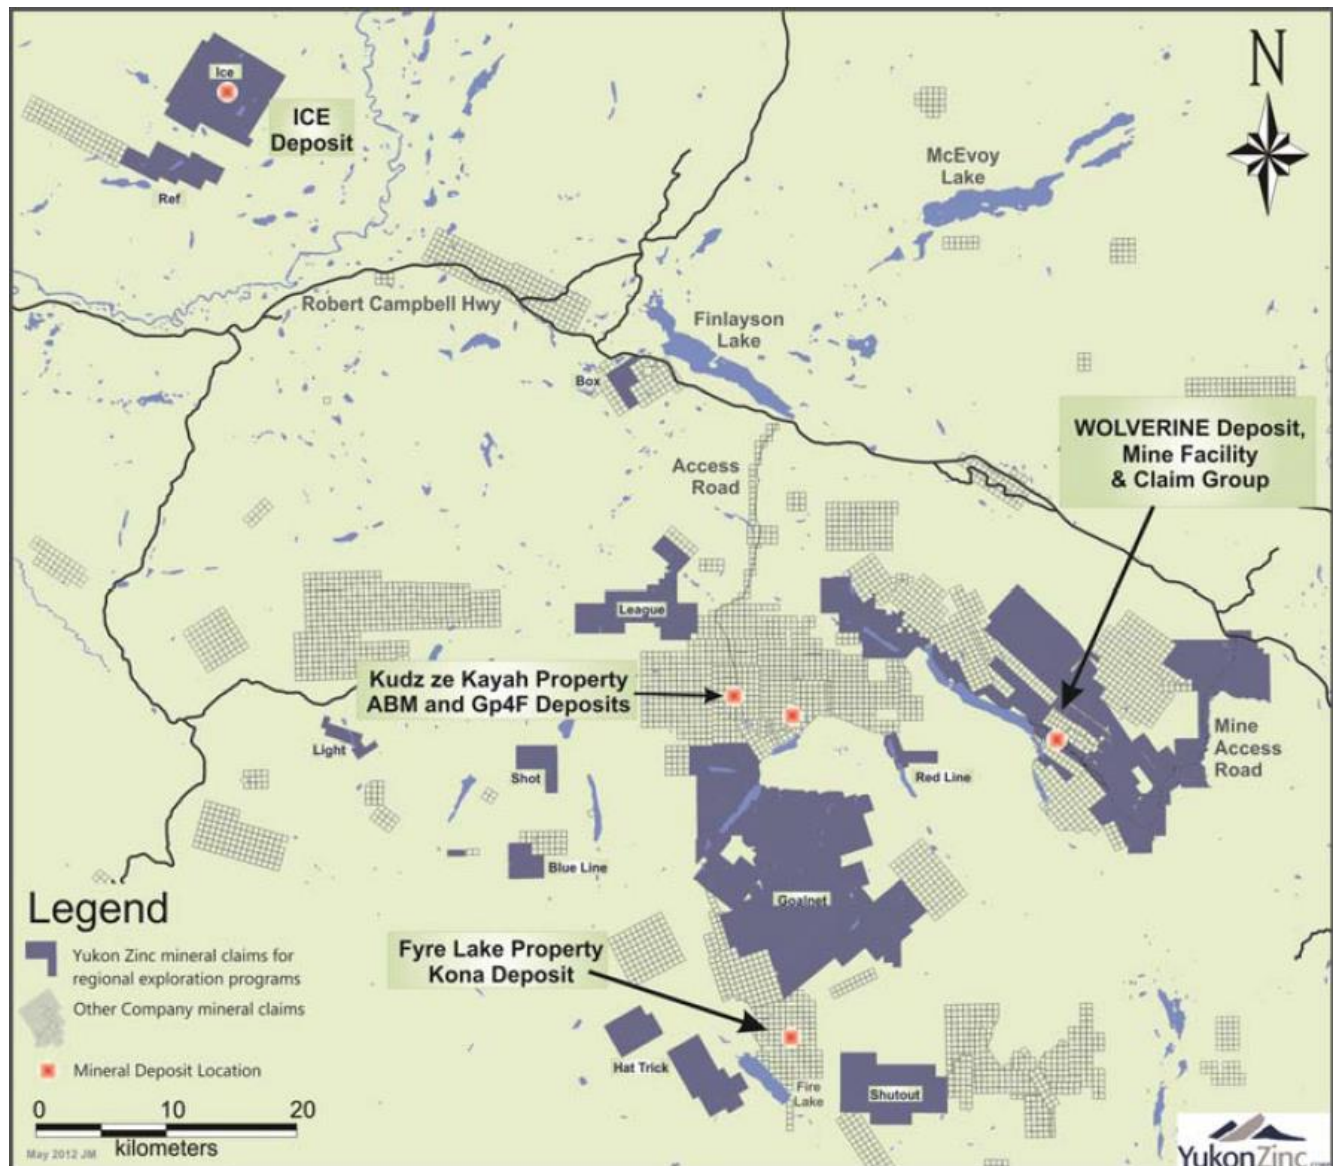 Ice
ICE
Deposit
Ref
N
McEvoy
Lake
Robert Campbell Hwy
Finlayson
Lake
Box
Access
Road
WOLVERINE Deposit,
Mine Facility
& Claim Group
League
Kudz ze Kayah Property
ABM and Gp4F Deposits
Light
Shot
Red Line
Mine
Access
Road
Blue Line
Goalnet
Legend
Yukon Zinc mineral claims for
regional exploration programs
Other Company mineral claims
Mineral Deposit Location
0 10 20
kilometers
May 2012 JM
Fyre Lake Property
Kona Deposit
Hat Trick
Fire
Lake
Shutout
YukonZinc